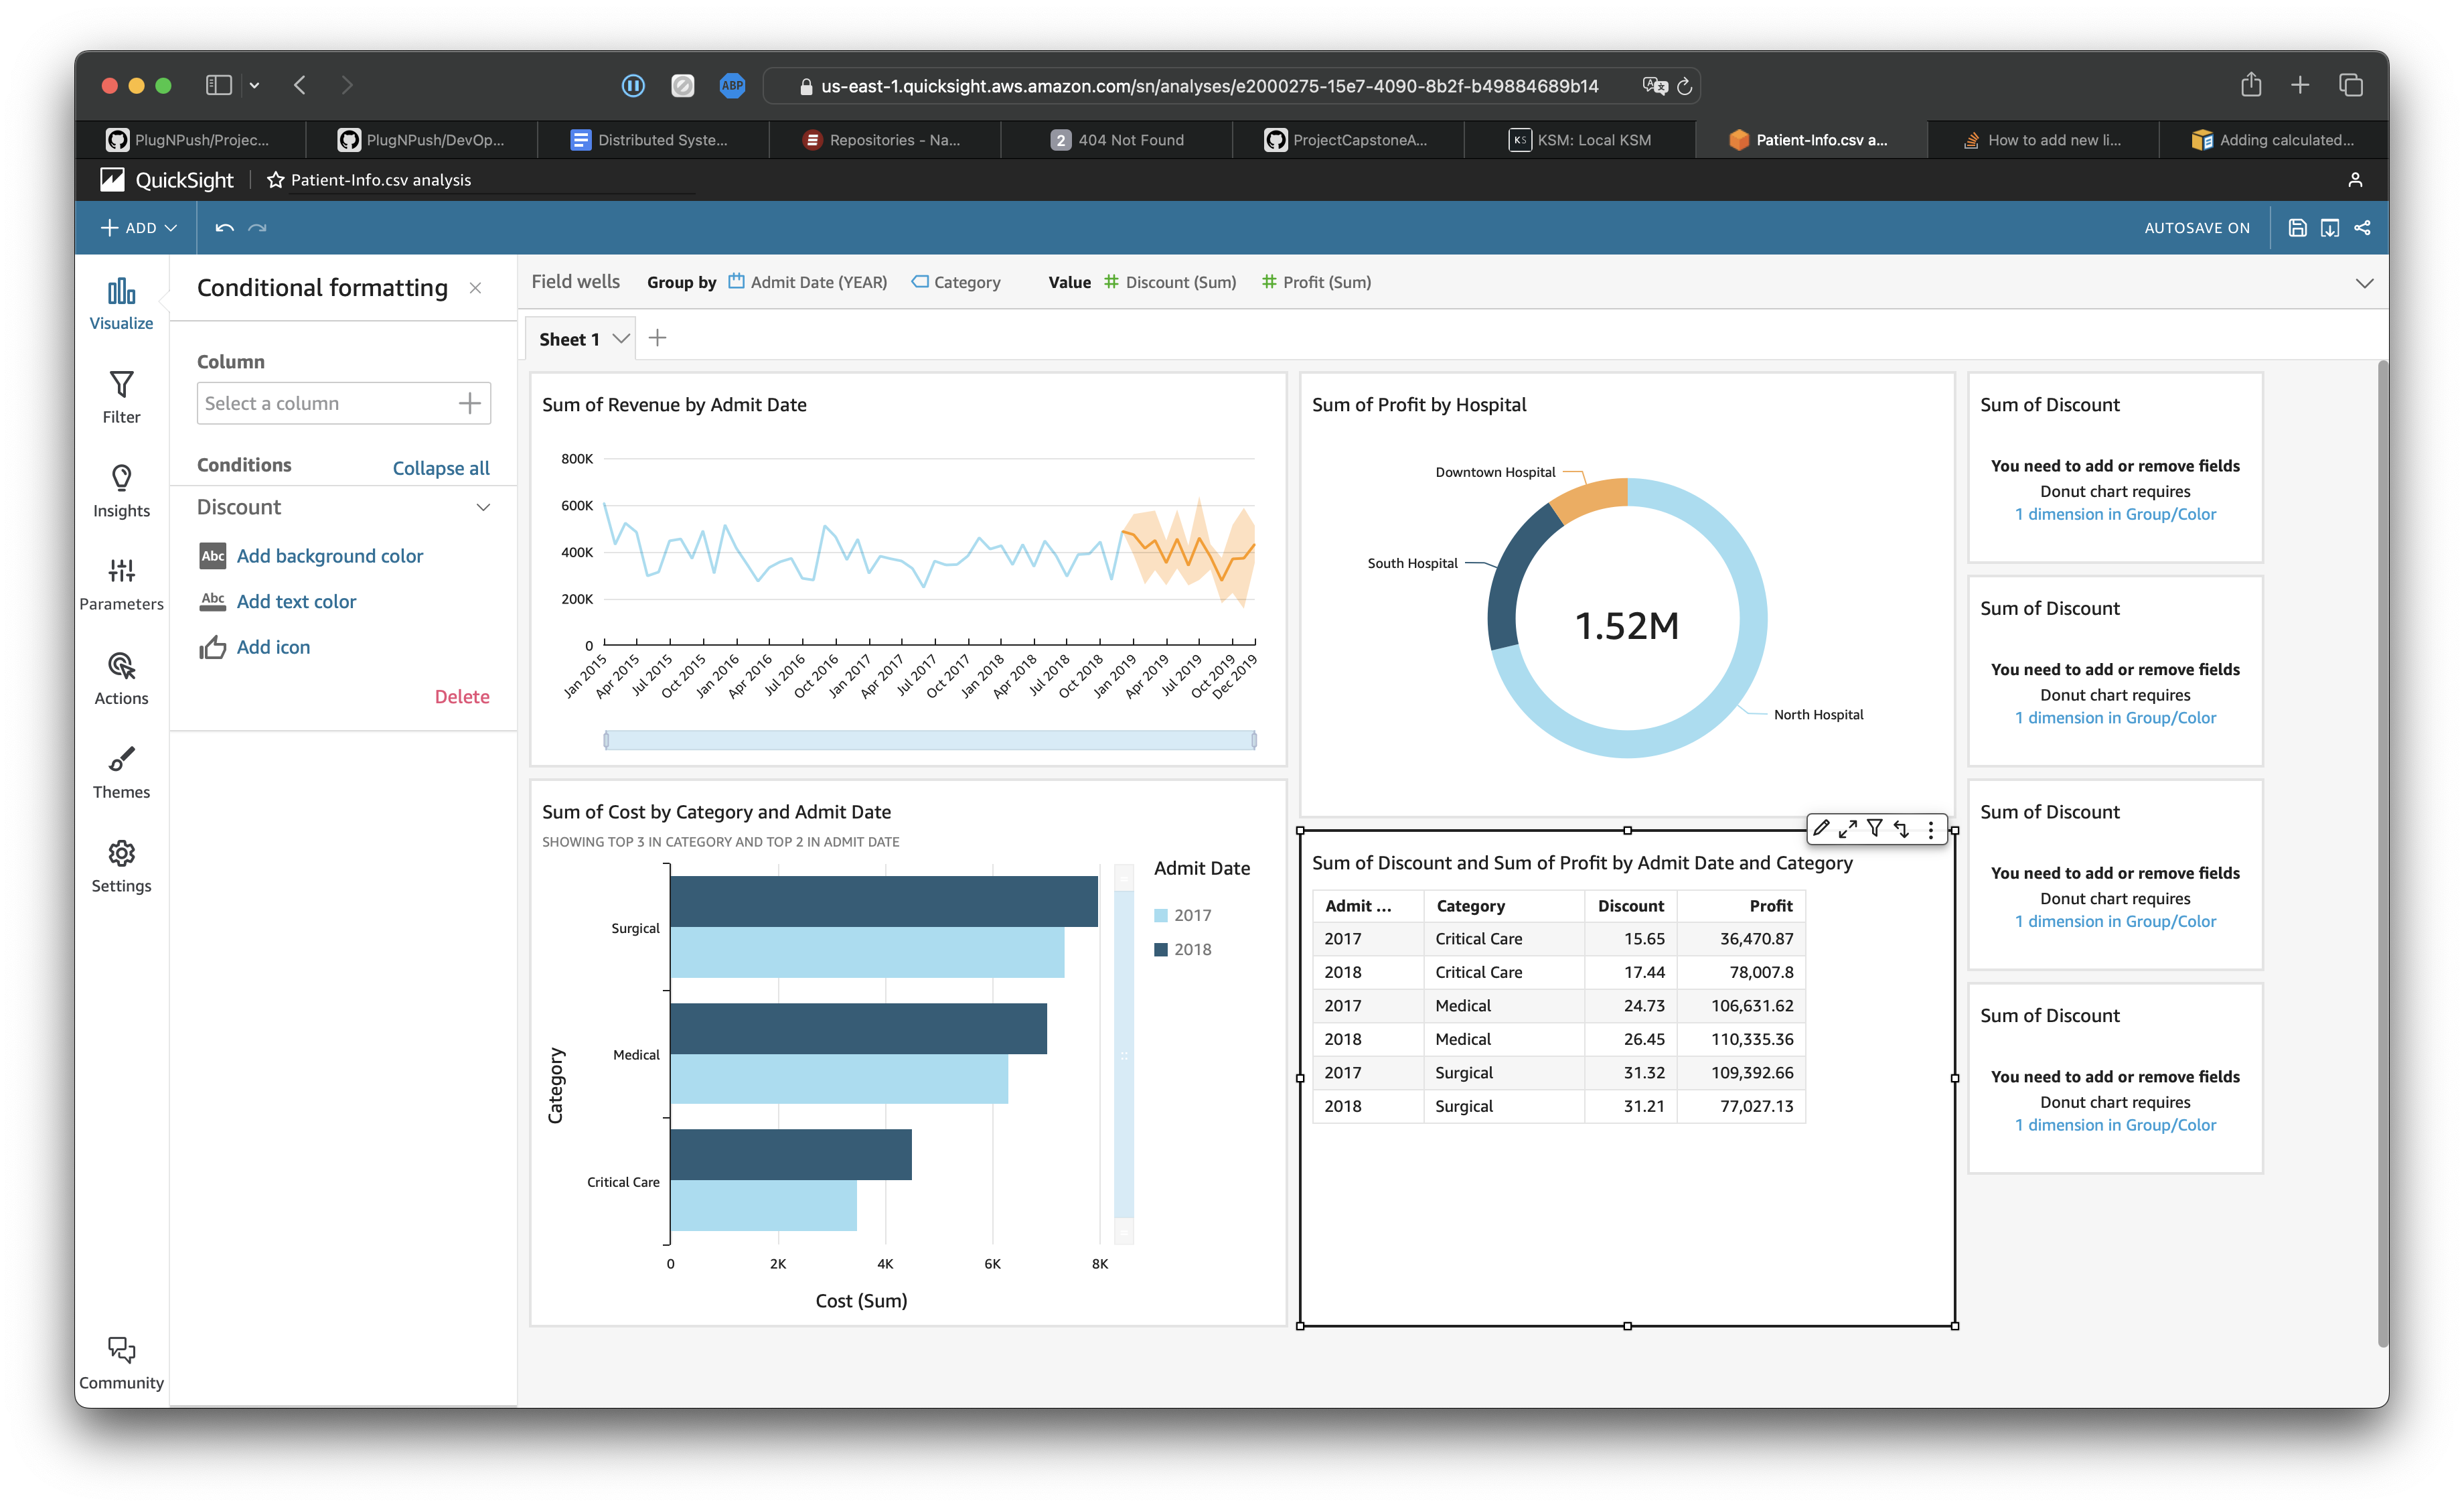 ABP
us-east-1.quicksight.aws.amazon.com/sn/analyses/e2000275-15e7-4090-8b2f-b49884689b14
PlugNPush/Projec...
PlugNPush/DevOp...
Distributed Syste...
Repositories - Na...
2 404 Not Found
ProjectCapstoneA...
KS KSM: Local KSM
Patient-Info.csv a...
How to add new li...
Adding calculated...
QuickSight
Patient-Info.csv analysis
ADD
AUTOSAVE ON
Visualize
Filter
Insights
Parameters
Actions
Themes
Settings
Community
Conditional formatting
Column
Select a column
Conditions Collapse all
Discount
Abc Add background color
Abc Add text color
Add icon
Delete
Field wells Group by Admit Date (YEAR) Category Value Discount (Sum) Profit (Sum)
Sheet 1
Sum of Revenue by Admit Date
800K
600K
400K
200K
0
Jan 2015 Apr 2015 Jul 2015 Oct 2015 Jan 2016 Apr 2016 Jul 2016 Oct 2016 Jan 2017 Apr 2017 Jul 2017 Oct 2017 Jan 2018 Apr 2018 Jul 2018 Oct 2018 Jan 2019 Apr 2019 Jul 2019 Oct 2019 Dec 2019
Sum of Profit by Hospital
Downtown Hospital
South Hospital
1.52M
North Hospital
Sum of Cost by Category and Admit Date
SHOWING TOP 3 IN CATEGORY AND TOP 2 IN ADMIT DATE
Category
Surgical
Medical
Critical Care
0 2K 4K 6K 8K
Cost (Sum)
Admit Date
2017
2018
Sum of Discount and Sum of Profit by Admit Date and Category
Admit ... Category Discount Profit
2017 Critical Care 15.65 36,470.87
2018 Critical Care 17.44 78,007.8
2017 Medical 24.73 106,631.62
2018 Medical 26.45 110,335.36
2017 Surgical 31.32 109,392.66
2018 Surgical 31.21 77,027.13
Sum of Discount
You need to add or remove fields
Donut chart requires
1 dimension in Group/Color
Sum of Discount
You need to add or remove fields
Donut chart requires
1 dimension in Group/Color
Sum of Discount
You need to add or remove fields
Donut chart requires
1 dimension in Group/Color
Sum of Discount
You need to add or remove fields
Donut chart requires
1 dimension in Group/Color